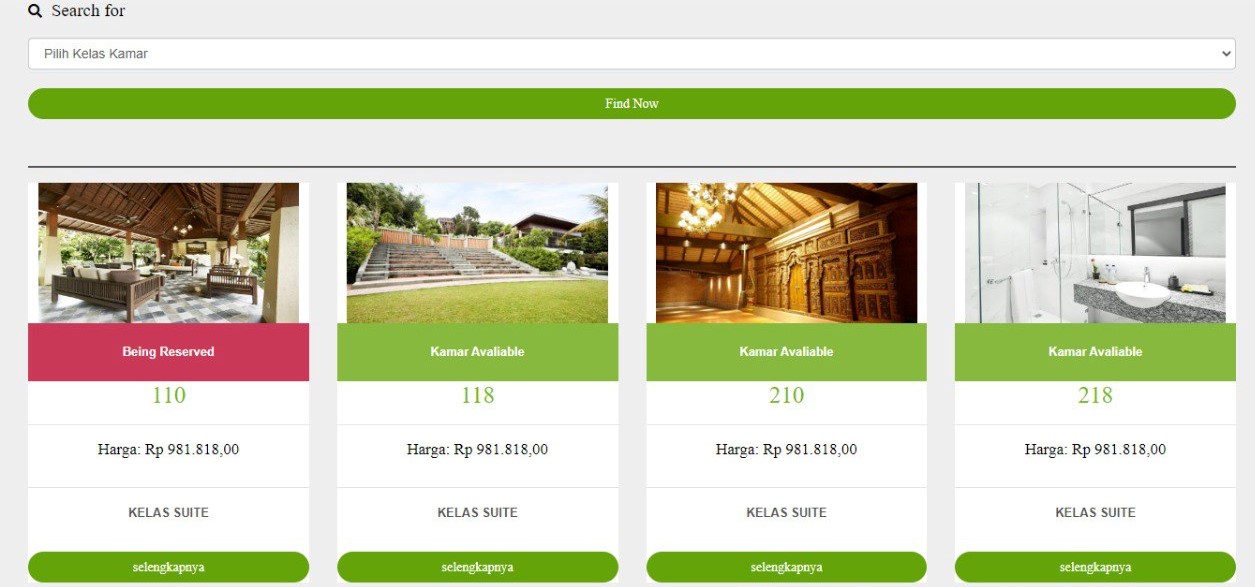 Search for
Pilih Kelas Kamar
Find Now
Being Reserved
110
Harga: Rp 981.818,00
KELAS SUITE
selengkapnya
Kamar Avaliable
118
Harga: Rp 981.818,00
KELAS SUITE
selengkapnya
Kamar Avaliable
210
Harga: Rp 981.818,00
KELAS SUITE
selengkapnya
Kamar Avaliable
218
Harga: Rp 981.818,00
KELAS SUITE
selengkapnya